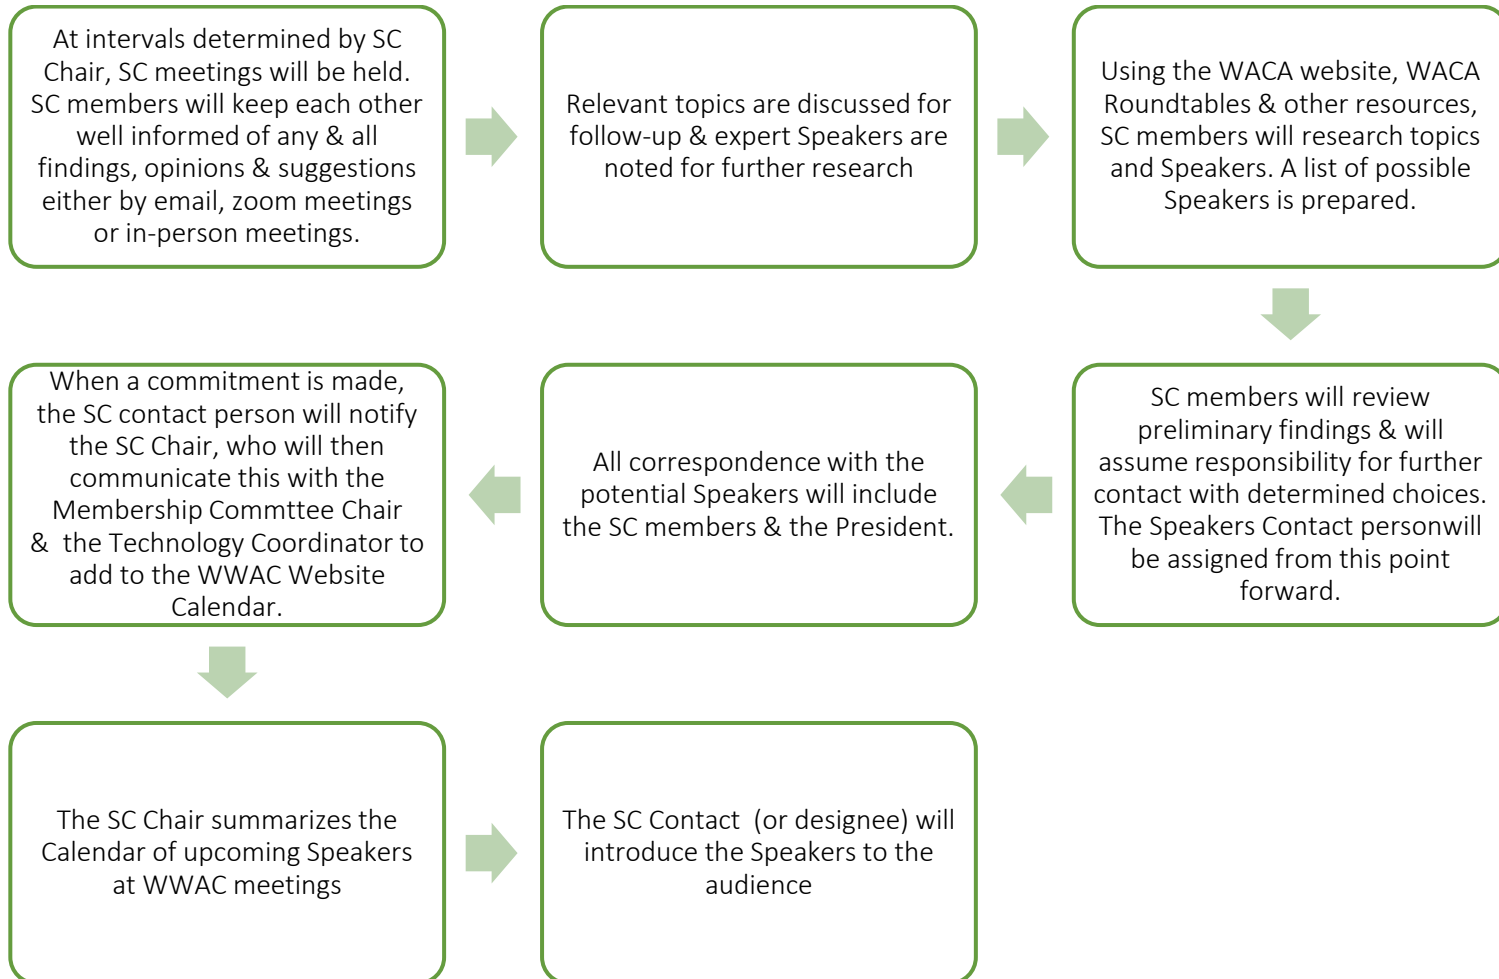 At intervals determined by SC
Chair, SC meetings will be held.
SC members will keep each other
well informed of any & all
findings, opinions & suggestions
either by email, zoom meetings
or in-person meetings.
Relevant topics are discussed for
follow-up & expert Speakers are
noted for further research
Using the WACA website, WACA
Roundtables & other resources,
SC members will research topics
and Speakers. A list of possible
Speakers is prepared.
SC members will review
preliminary findings & will
assume responsibility for further
contact with determined choices.
The Speakers Contact personwill
be assigned from this point
forward.
All correspondence with the
potential Speakers will include
the SC members & the President.
When a commitment is made,
the SC contact person will notify
the SC Chair, who will then
communicate this with the
Membership Commttee Chair
&  the Technology Coordinator to
add to the WWAC Website
Calendar.
The SC Chair summarizes the
Calendar of upcoming Speakers
at WWAC meetings
The SC Contact  (or designee) will
introduce the Speakers to the
audience